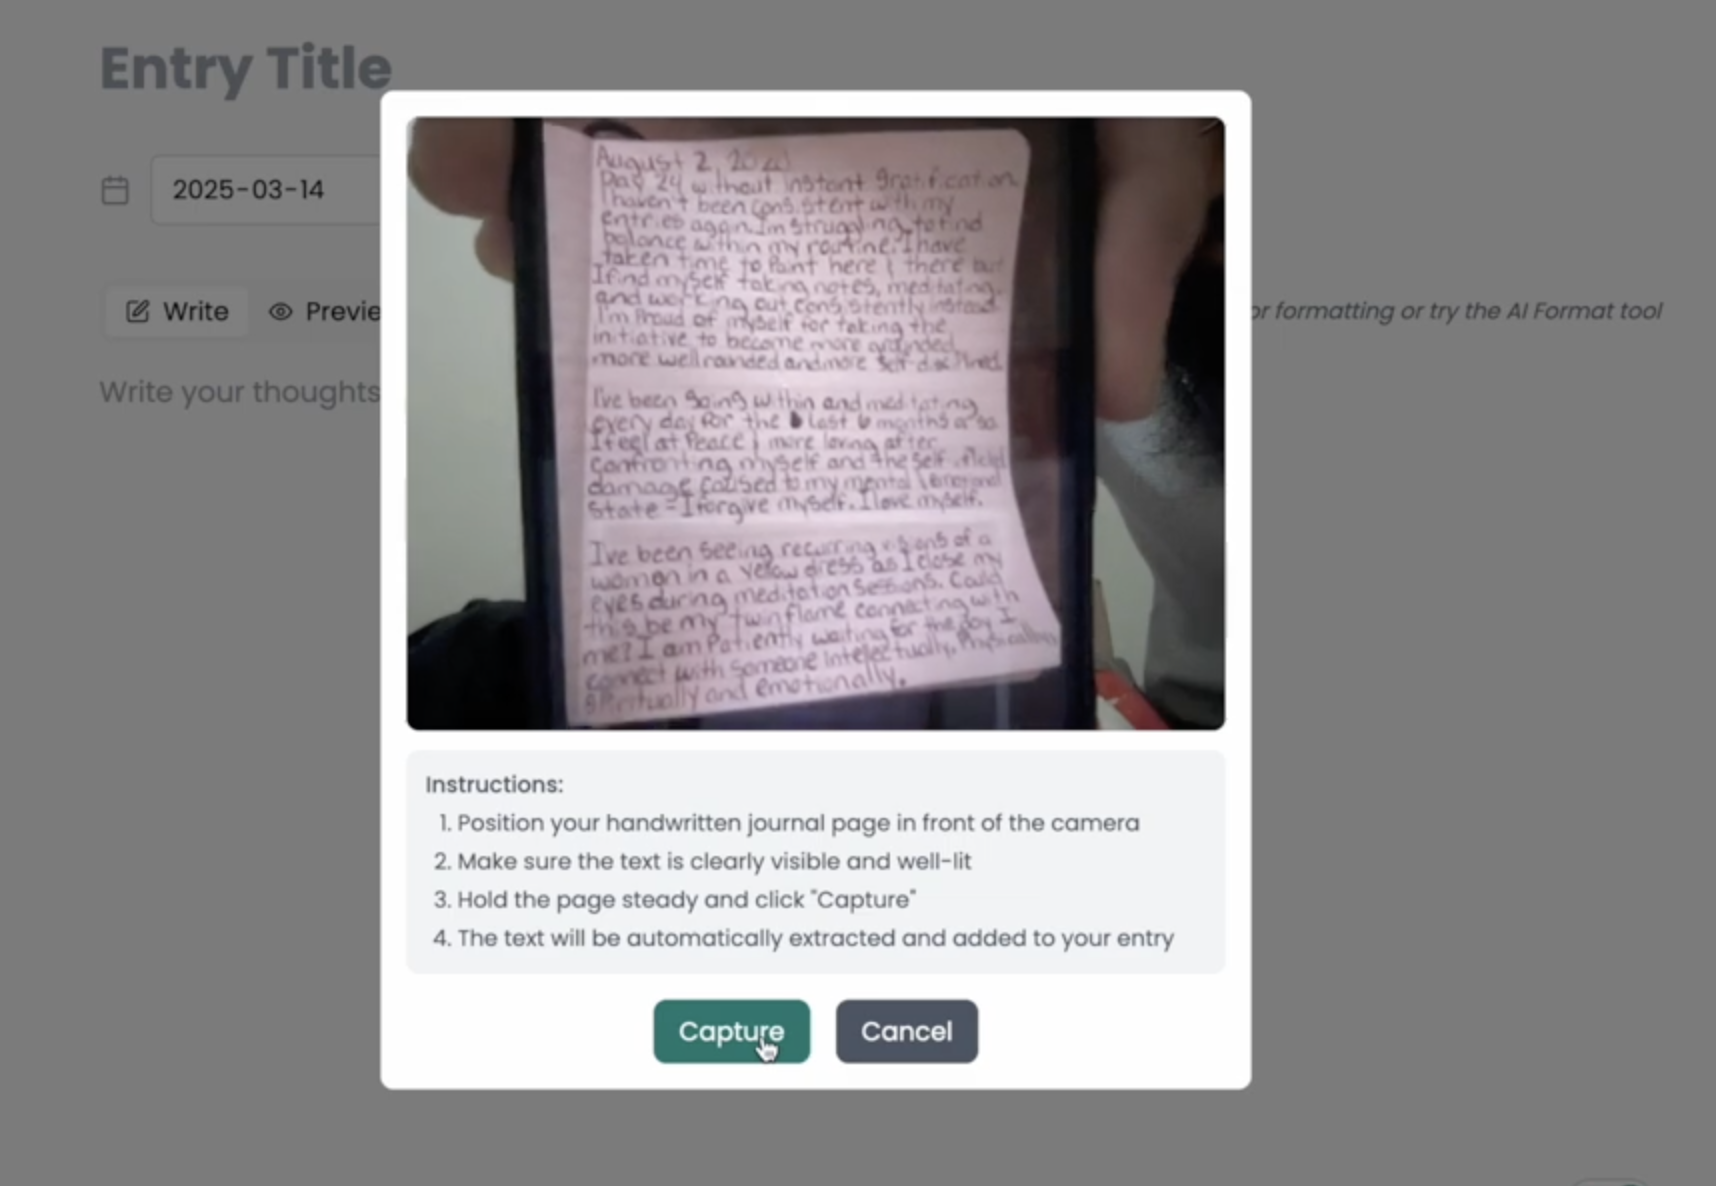 Entry Title
2025-03-14
Write
Previe
or formatting or try the AI Format tool
Write your thoughts
August 2, 
Day 24 without instant gratification.
I haven't been consistent with my
entries again. Im struggling to find
balance within my routine. I have
taken time to Paint here & there but
I find myself taking notes, meditating,
and working out consistently instead.
I'm Proud of myself for taking the
initiative to become more grounded,
more well rounded and more self disciplined.
I've been going within and meditating
every day for the last 6 months or so
I feel at Peace & more loving after
confronting myself and the self inflicted
damage caused to my mental & emotional
State - I forgive myself. I love myself.
I've been seeing recurring visions of a
woman in a yellow dress as I close my
eyes during meditation sessions. Could
this be my twin flame connecting with
me? I am Patiently waiting for the day I
connect with Someone Intelectually, Physically,
Spiritually and emotionally.
Instructions:
1. Position your handwritten journal page in front of the camera
2. Make sure the text is clearly visible and well-lit
3. Hold the page steady and click "Capture"
4. The text will be automatically extracted and added to your entry
Capture
Cancel